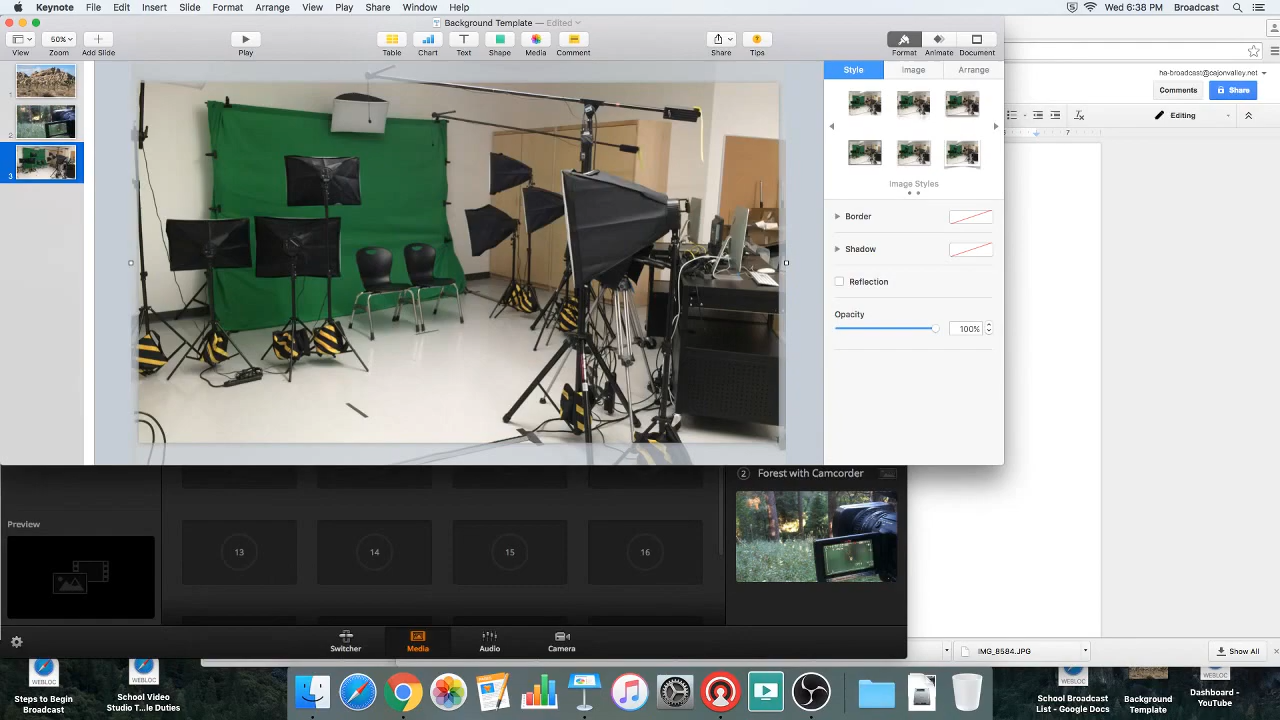 Keynote File Edit Insert Slide Format Arrange View Play Share Window Help
Wed 6:38 PM Broadcast
Background Template — Edited
50%
View Zoom Add Slide
Play
Table Chart Text Shape Media Comment
Share Tips
Format Animate Document
1
2
3
Style Image Arrange
Image Styles
Border
Shadow
Reflection
Opacity
100%
ha-broadcast@cajonvalley.net
Comments Share
Editing
7
2 Forest with Camcorder
Preview
13 14 15 16
Switcher Media Audio Camera
IMG_8584.JPG
Show All
WEBLOC
Steps to Begin
Broadcast
WEBLOC
School Video
Studio T...le Duties
WEBLOC
School Broadcast
List - Google Docs
Background
Template
WEBLOC
Dashboard -
YouTube